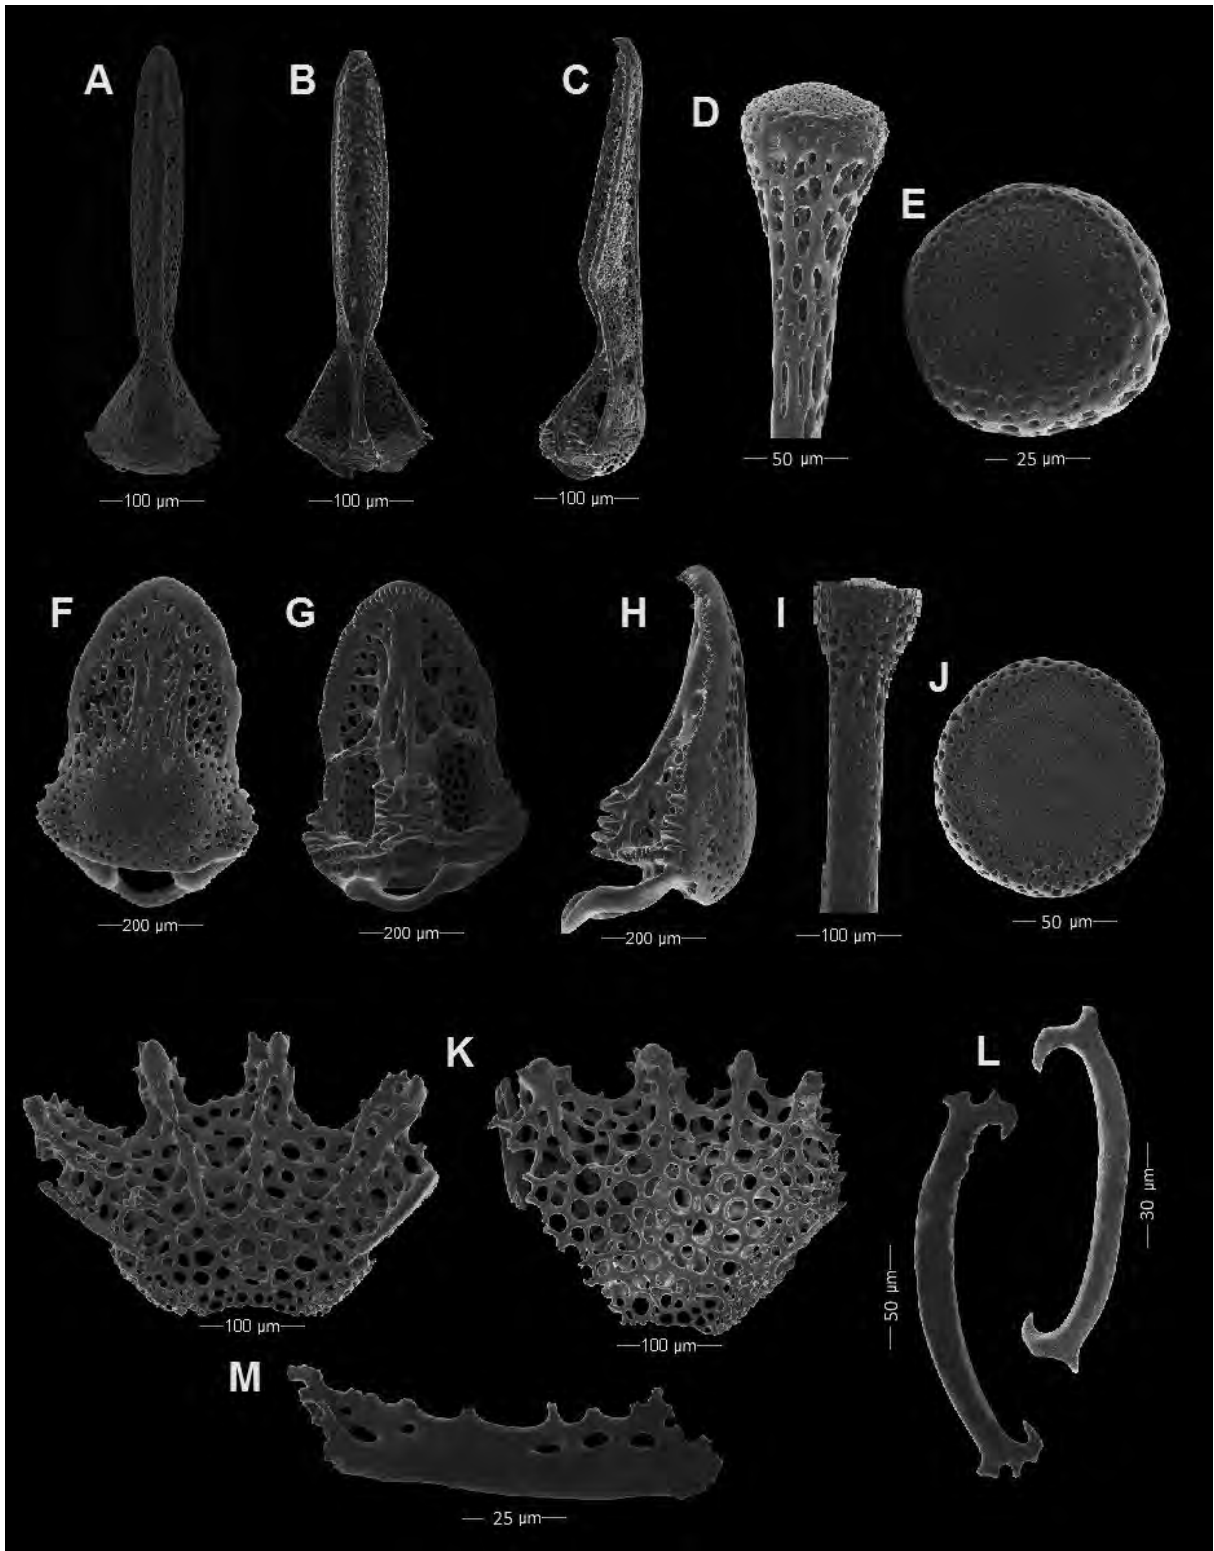 A
B
C
D
E
—100 µm—
—100 µm—
—100 µm—
— 50 µm—
— 25 µm—
F
G
H
I
J
—200 µm—
—200 µm—
—200 µm—
—100 µm—
— 50 µm—
K
L
—100 µm—
—100 µm—
— 50 µm—
— 30 µm—
M
— 25 µm—